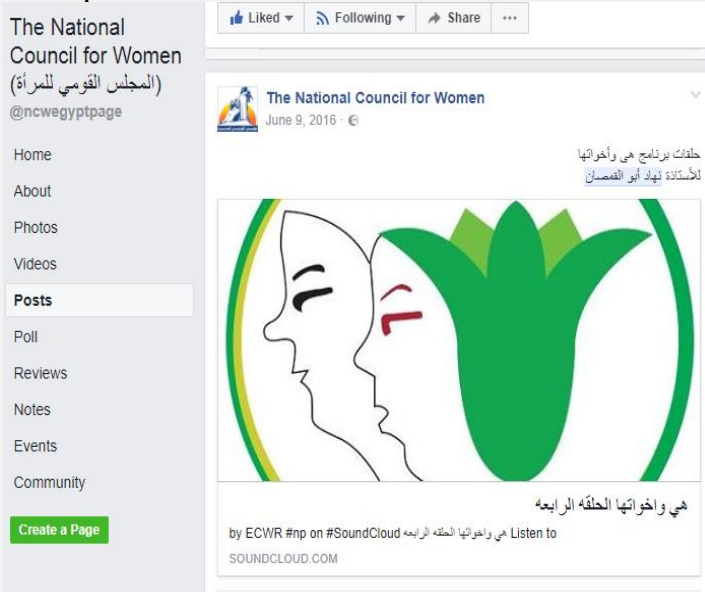 The National
Council for Women
(المجلس القومي للمرأة)
@ncwegyptpage
Home
About
Photos
Videos
Posts
Poll
Reviews
Notes
Events
Community
Create a Page
Liked
Following
Share
The National Council for Women
June 9, 2016
حلقات برنامج هى وأخواتها
للأستاذة نهاد أبو القمصان
هي واخواتها الحلقه الرابعه
by ECWR #np on #SoundCloud هي واخواتها الحلقه الرابعه Listen to
SOUNDCLOUD.COM